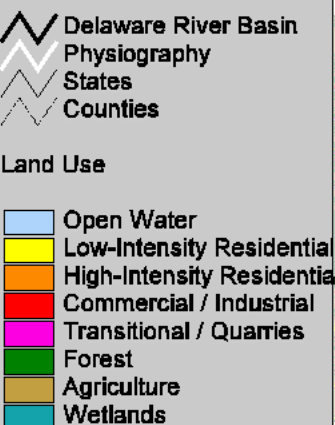 Delaware River Basin
Physiography
States
Counties
Land Use
Open Water
Low-Intensity Residential
High-Intensity Residentia
Commercial / Industrial
Transitional / Quarries
Forest
Agriculture
Wetlands